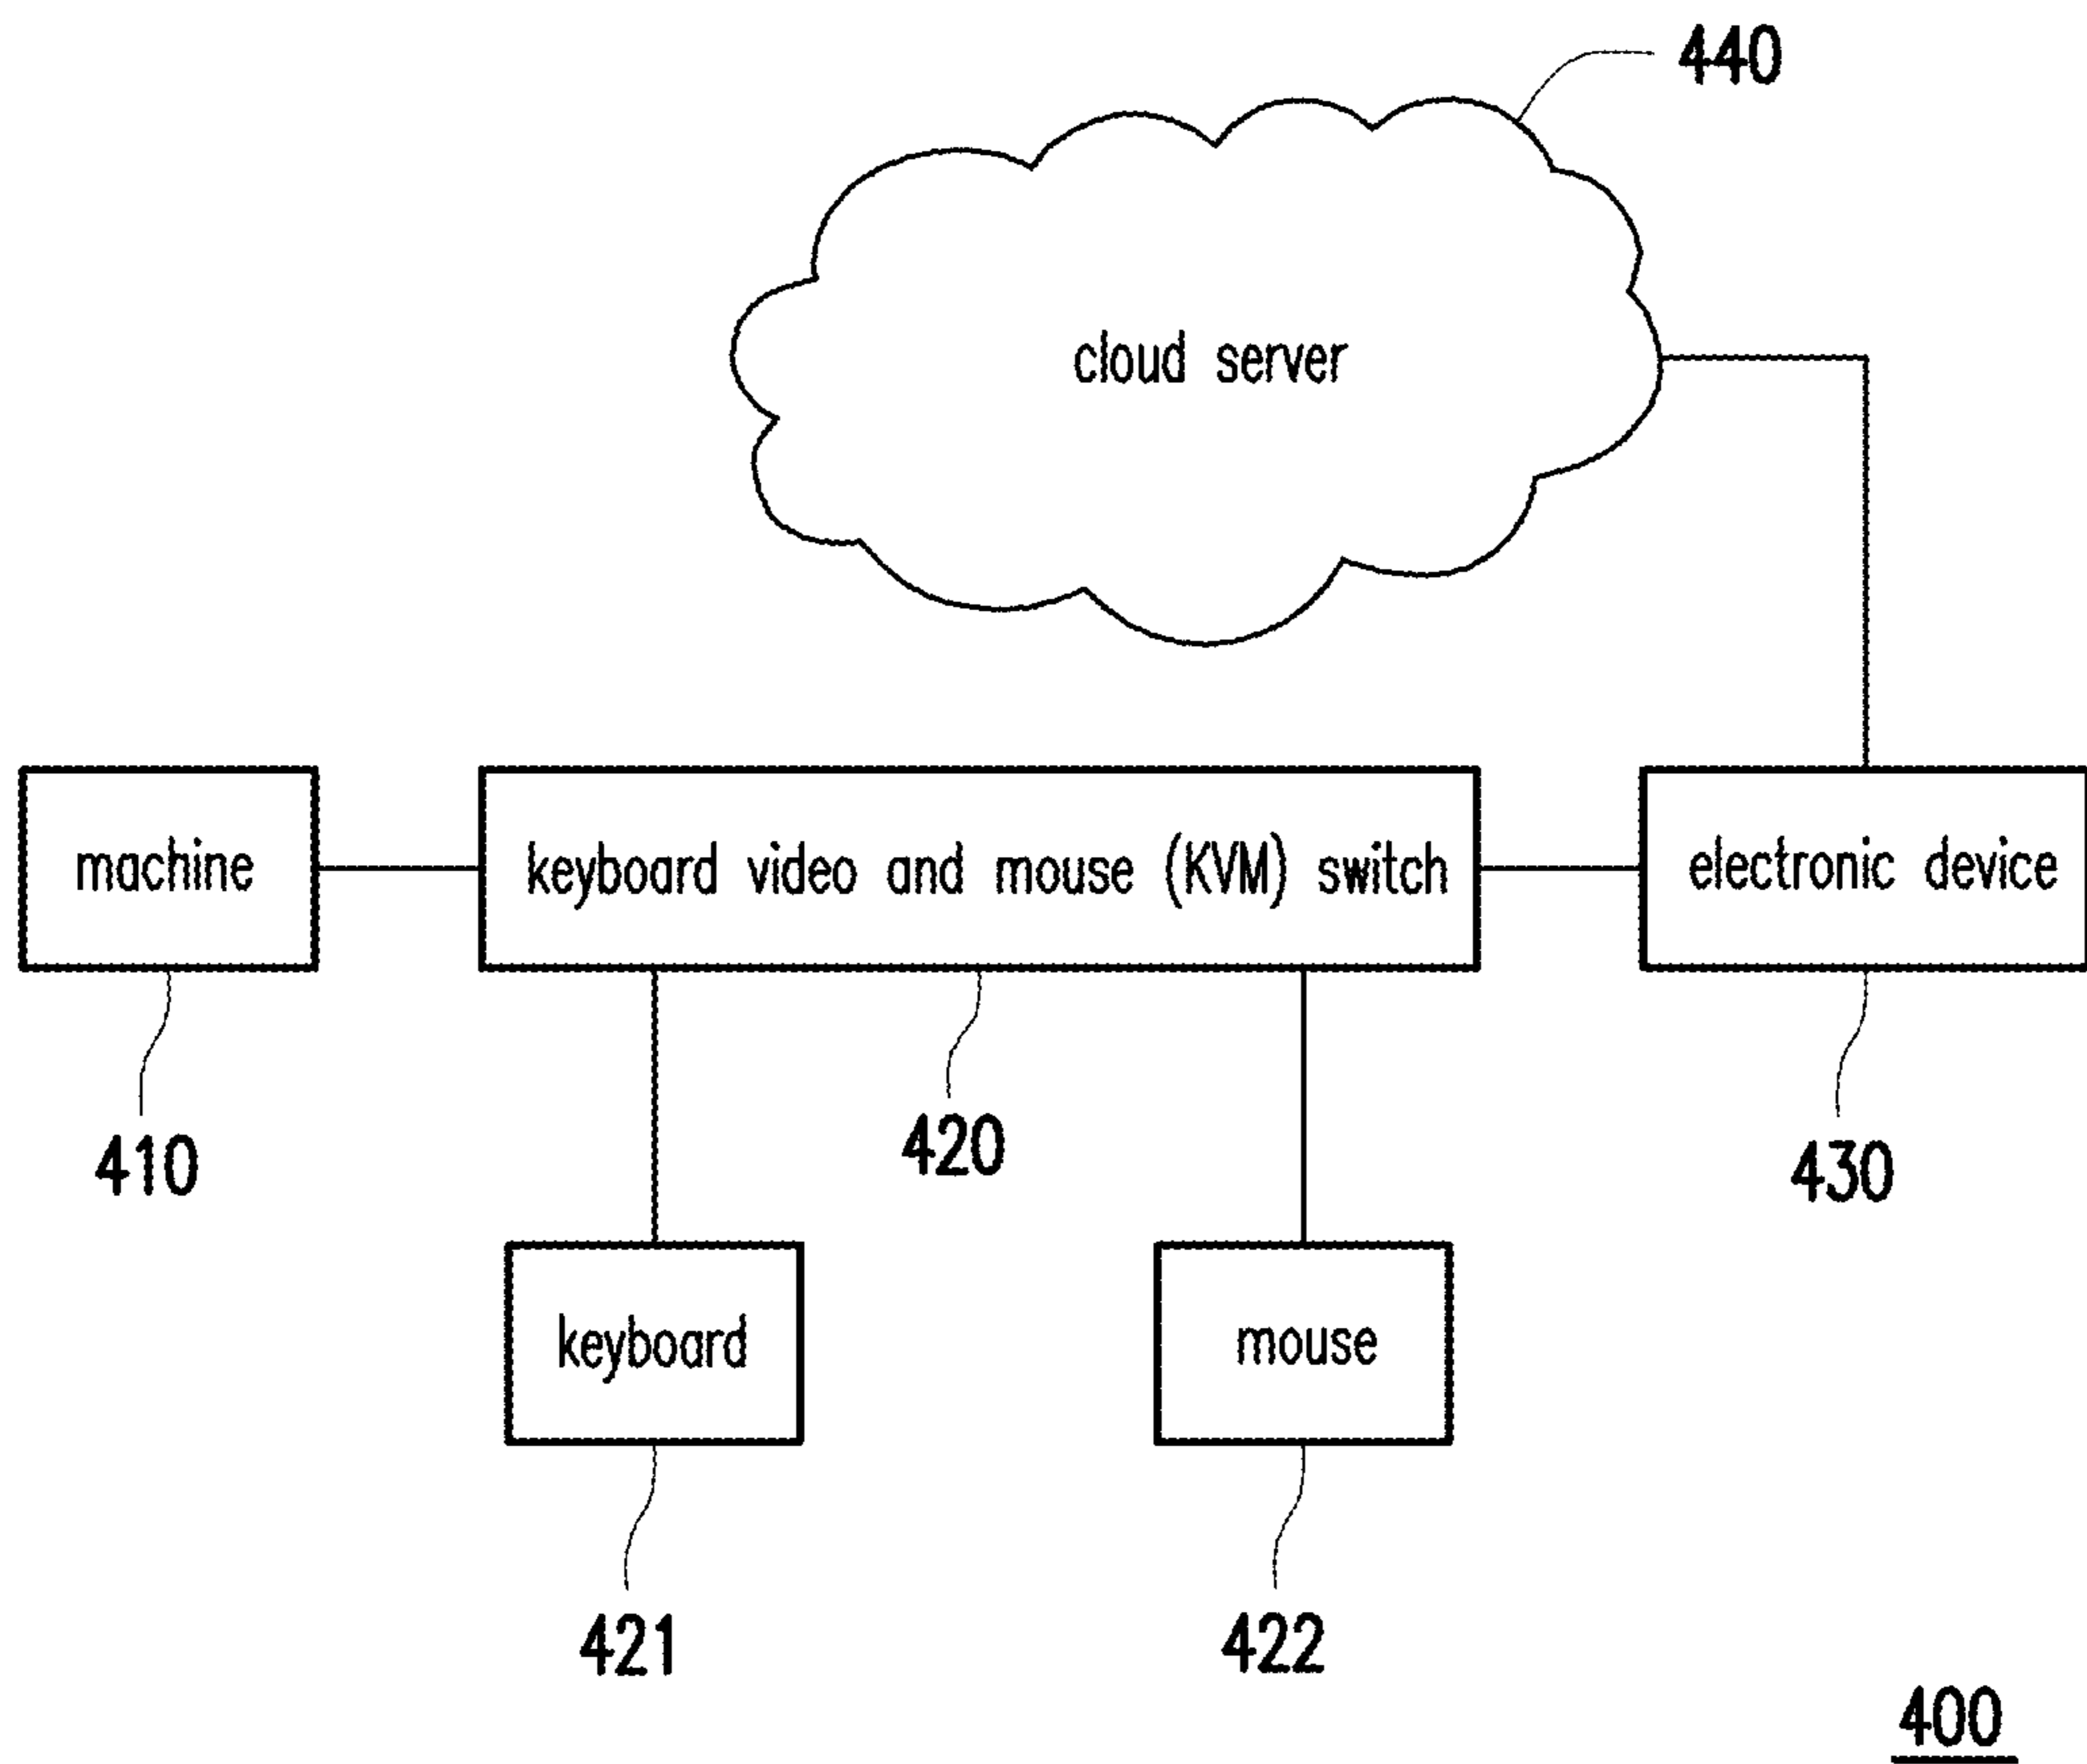 440
cloud server
machine
keyboard video and mouse (KVM) switch
electronic device
410
420
430
keyboard
mouse
421
422
400